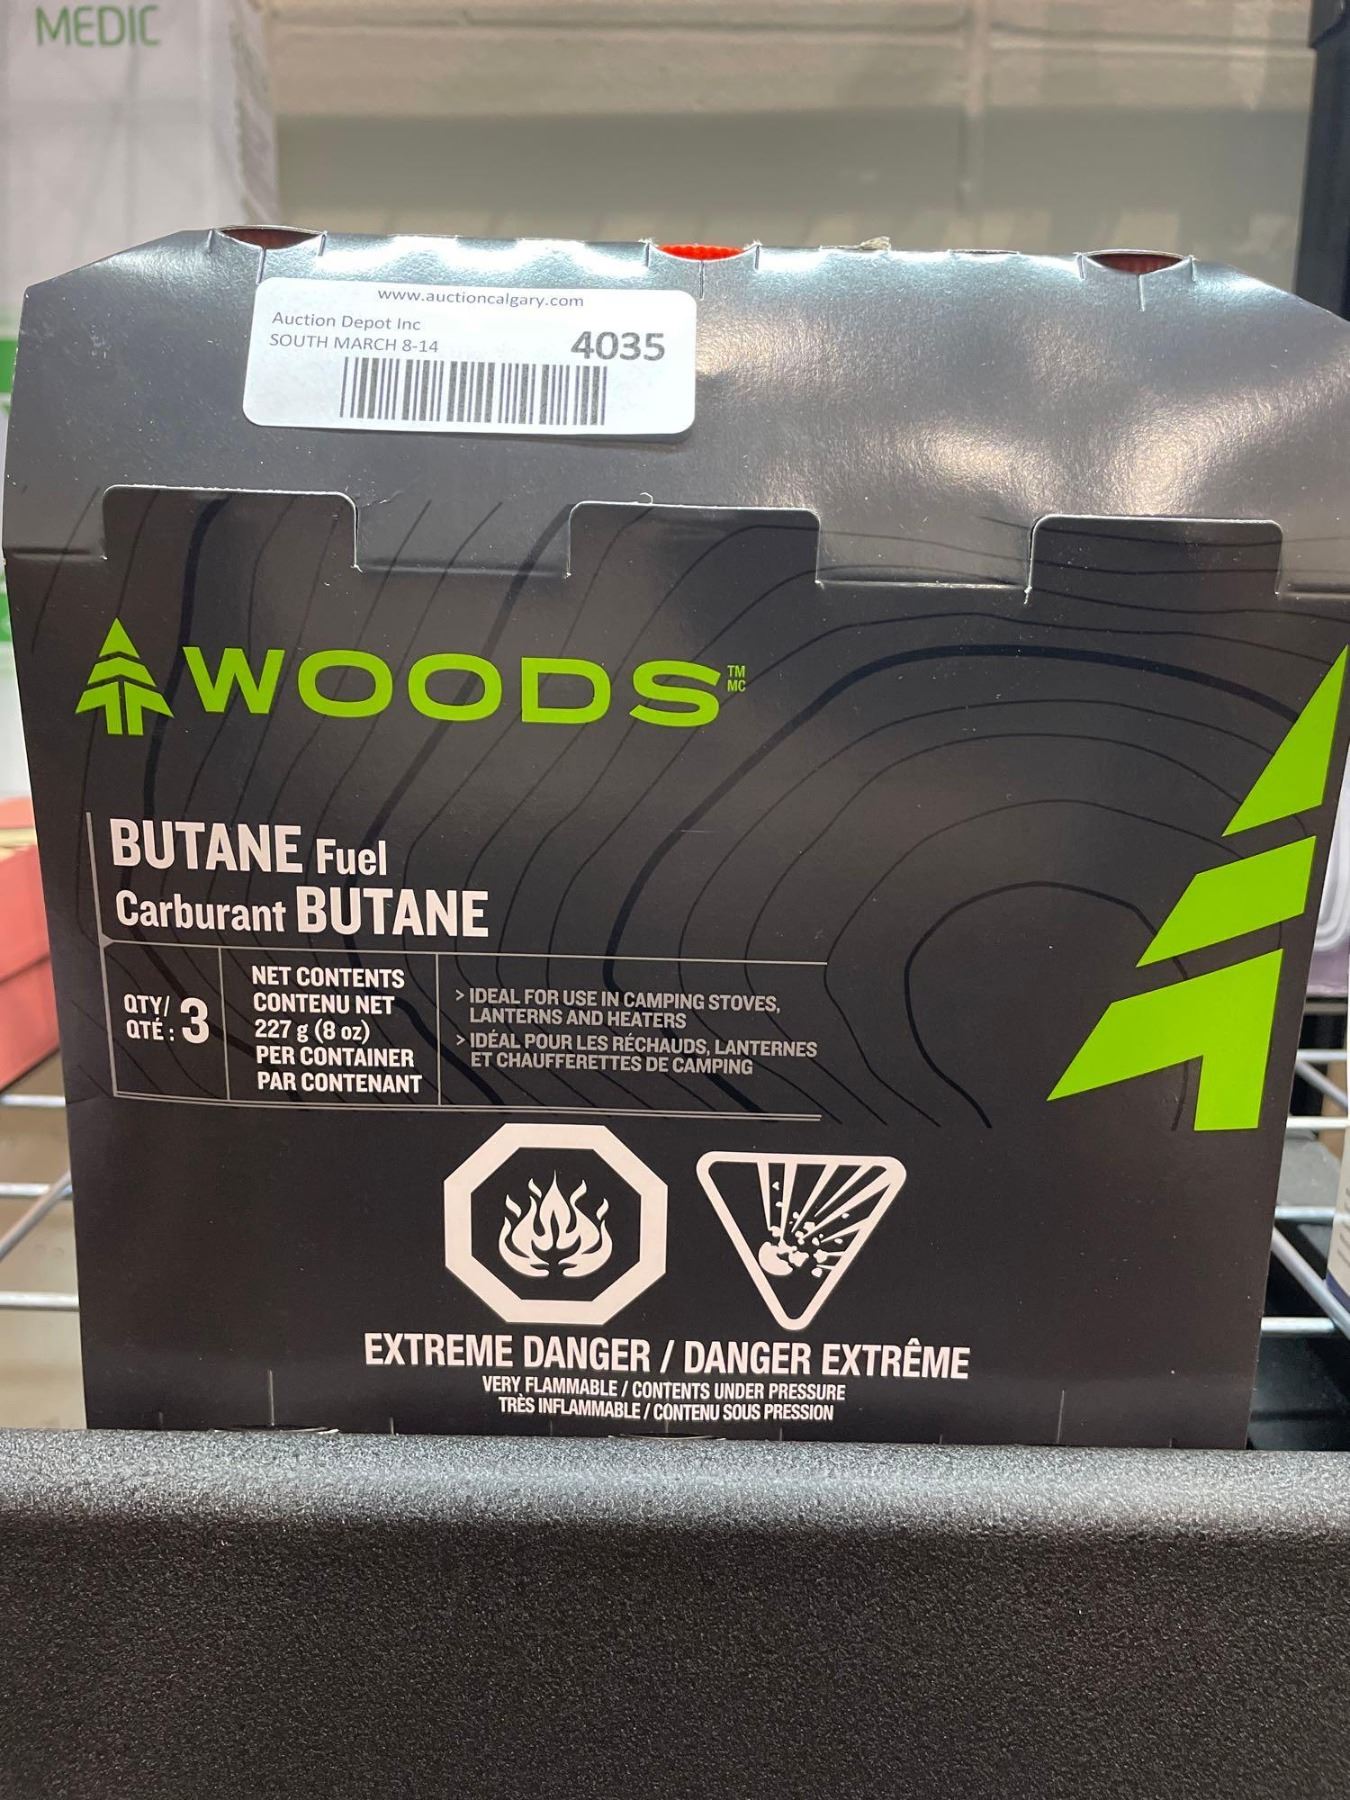 MEDIC
www.auctioncalgary.com
Auction Depot Inc
SOUTH MARCH 8-14
4035
WOODS™ MC
BUTANE Fuel
Carburant BUTANE
QTY/
QTÉ : 3
NET CONTENTS
CONTENU NET
227 g (8 oz)
PER CONTAINER
PAR CONTENANT
> IDEAL FOR USE IN CAMPING STOVES,
LANTERNS AND HEATERS
> IDÉAL POUR LES RÉCHAUDS, LANTERNES
ET CHAUFFERETTES DE CAMPING
EXTREME DANGER / DANGER EXTRÊME
VERY FLAMMABLE / CONTENTS UNDER PRESSURE
TRÈS INFLAMMABLE / CONTENU SOUS PRESSION